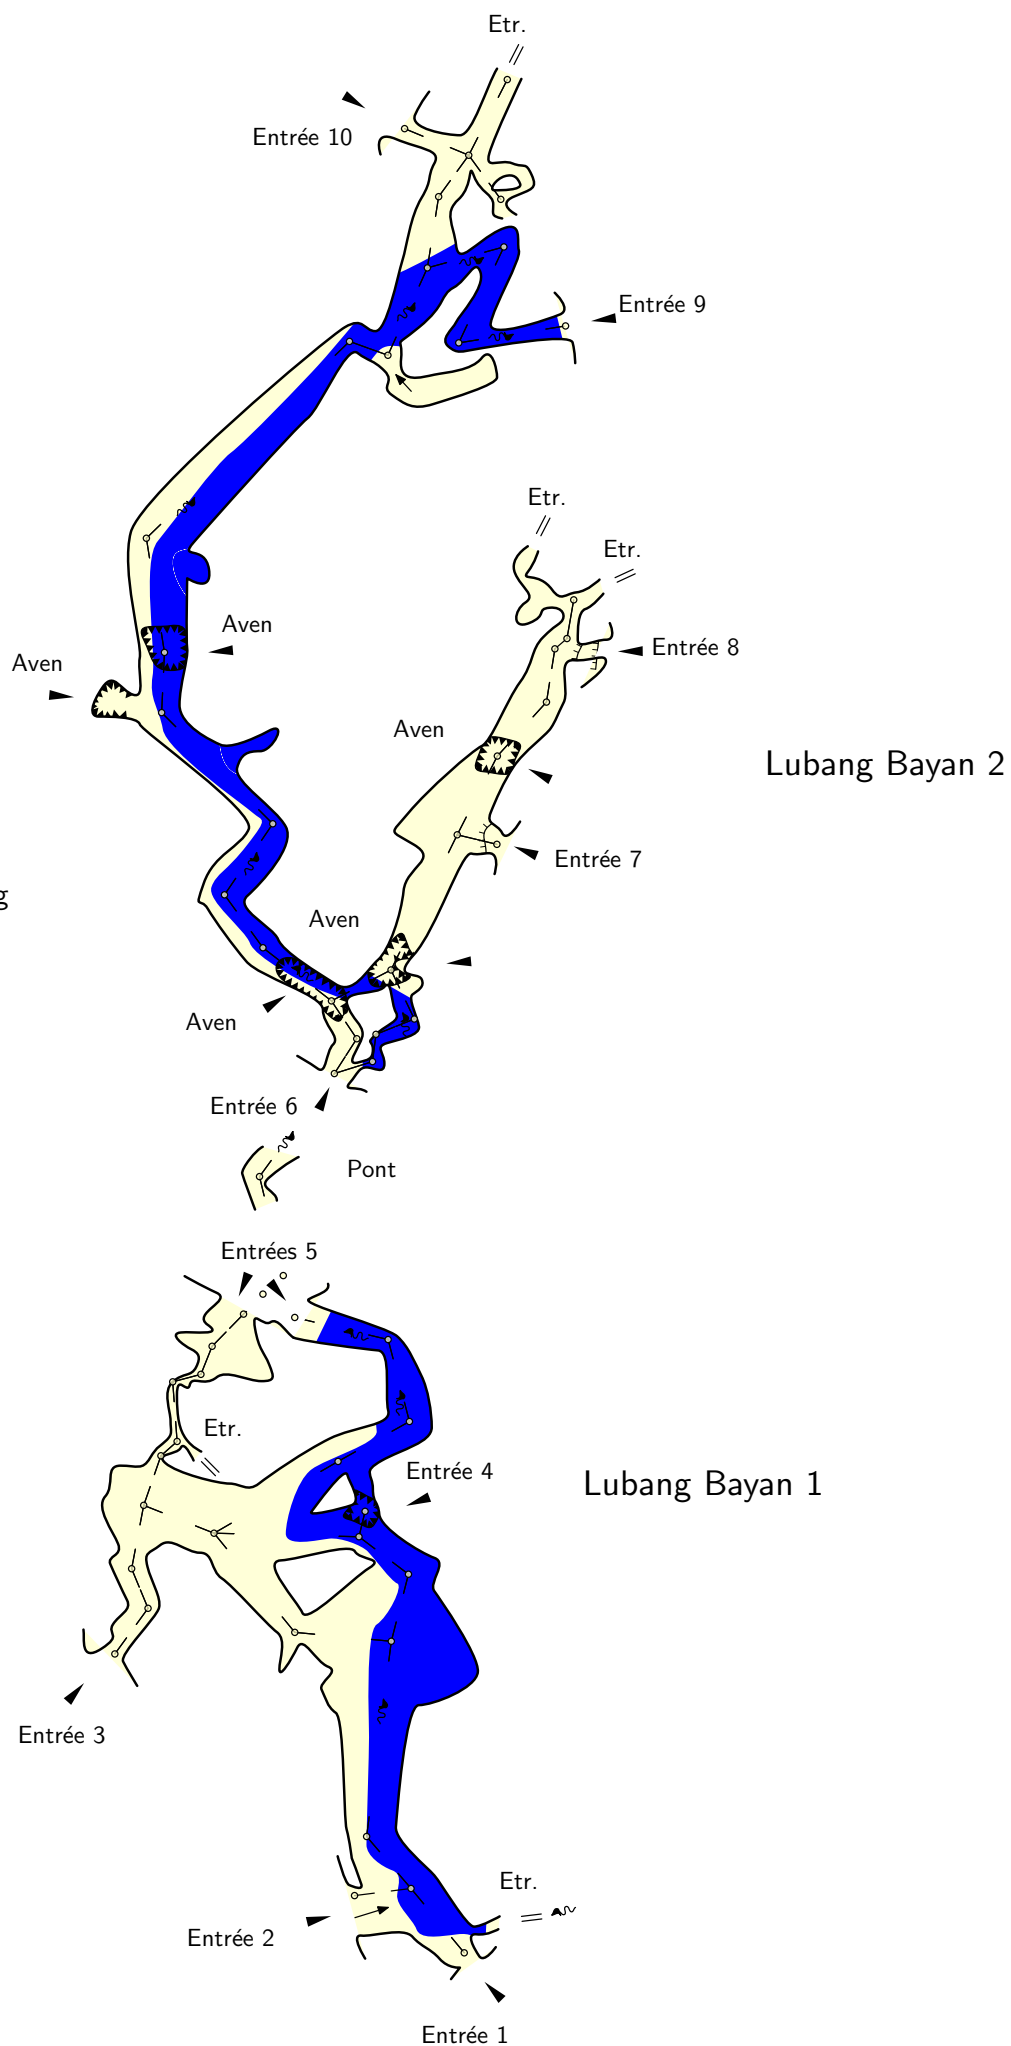 Etr.
Entrée 10
Entrée 9
Etr.
Etr.
Aven
Entrée 8
Aven
Aven
Lubang Bayan 2
Entrée 7
g
Aven
Aven
Entrée 6
Pont
Entrées 5
Etr.
Entrée 4
Lubang Bayan 1
Entrée 3
Etr.
Entrée 2
Entrée 1